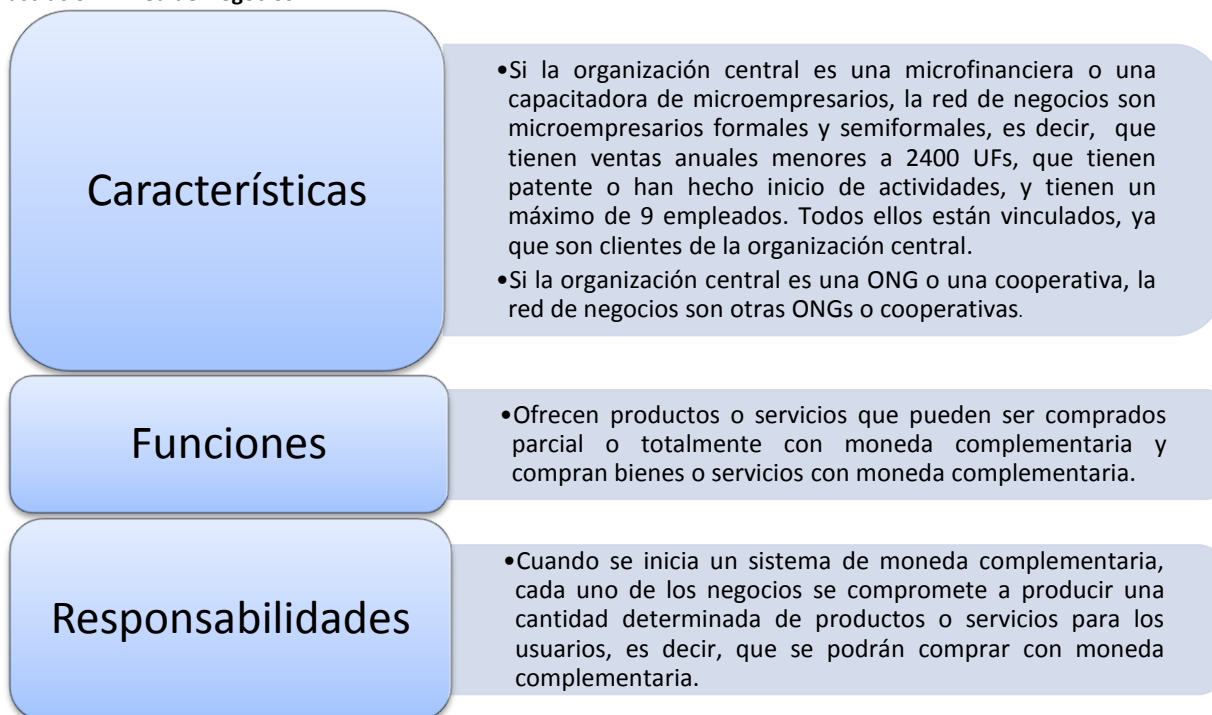 Características
•Si la organización central es una microfinanciera o una
capacitadora de microempresarios, la red de negocios son
microempresarios formales y semiformales, es decir, que
tienen ventas anuales menores a 2400 UFs, que tienen
patente o han hecho inicio de actividades, y tienen un
máximo de 9 empleados. Todos ellos están vinculados, ya
que son clientes de la organización central.
•Si la organización central es una ONG o una cooperativa, la
red de negocios son otras ONGs o cooperativas.
Funciones
•Ofrecen productos o servicios que pueden ser comprados
parcial o totalmente con moneda complementaria y
compran bienes o servicios con moneda complementaria.
Responsabilidades
•Cuando se inicia un sistema de moneda complementaria,
cada uno de los negocios se compromete a producir una
cantidad determinada de productos o servicios para los
usuarios, es decir, que se podrán comprar con moneda
complementaria.